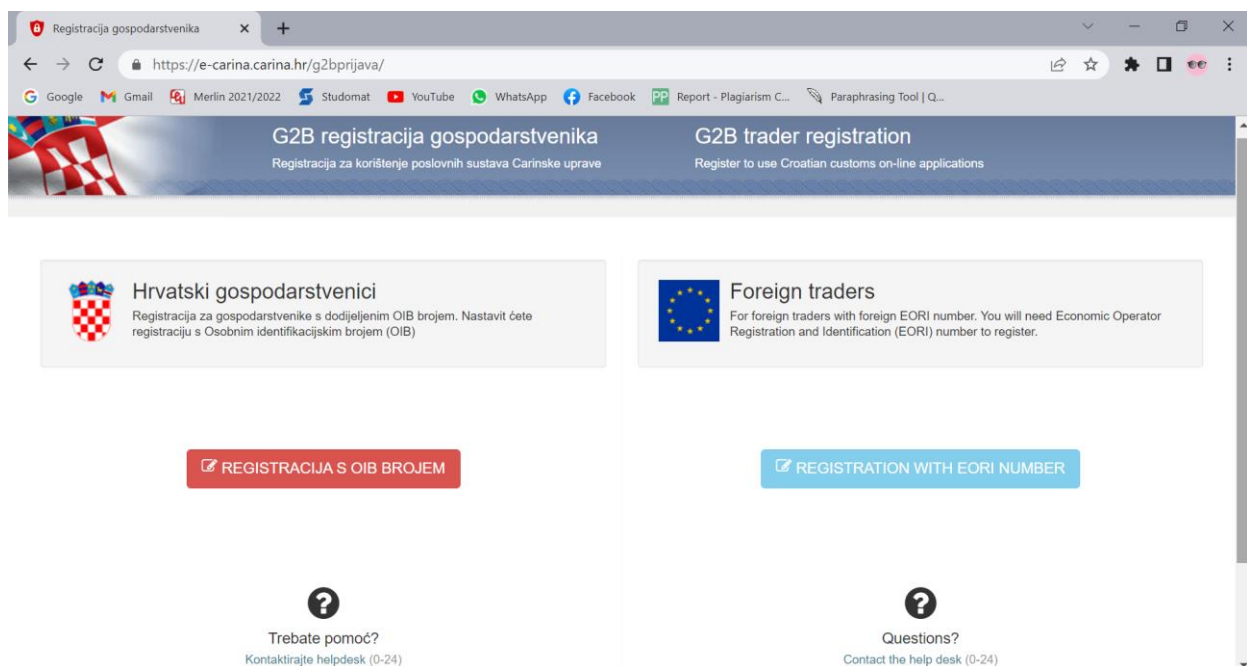 Registracija gospodarstvenika
https://e-carina.carina.hr/g2bprijava/
Google Gmail Merlin 2021/2022 Studomat YouTube WhatsApp Facebook PP Report - Plagiarism C... Paraphrasing Tool | Q...
G2B registracija gospodarstvenika
Registracija za korištenje poslovnih sustava Carinske uprave
G2B trader registration
Register to use Croatian customs on-line applications
Hrvatski gospodarstvenici
Registracija za gospodarstvenike s dodijeljenim OIB brojem. Nastavit ćete
registraciju s Osobnim identifikacijskim brojem (OIB)
REGISTRACIJA S OIB BROJEM
Trebate pomoć?
Kontaktirajte helpdesk (0-24)
Foreign traders
For foreign traders with foreign EORI number. You will need Economic Operator
Registration and Identification (EORI) number to register.
REGISTRATION WITH EORI NUMBER
Questions?
Contact the help desk (0-24)